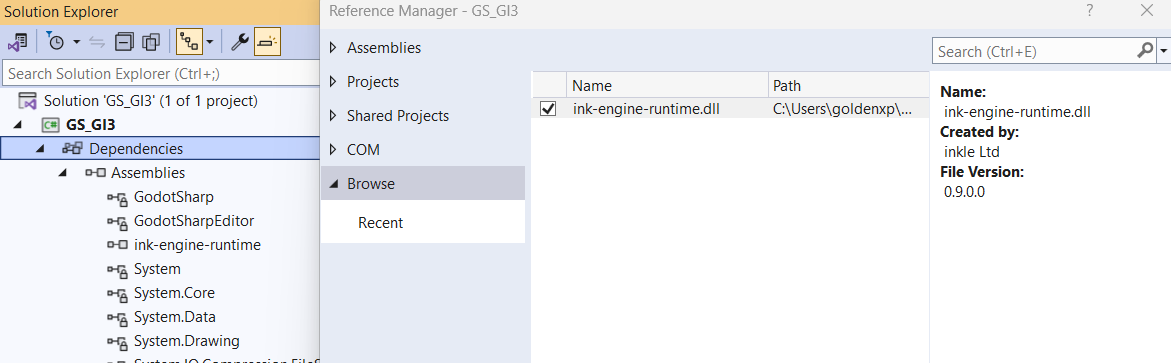 Solution Explorer
Search Solution Explorer (Ctrl+;)
Solution 'GS_GI3' (1 of 1 project)
C# GS_GI3
Dependencies
Assemblies
GodotSharp
GodotSharpEditor
ink-engine-runtime
System
System.Core
System.Data
System.Drawing
Reference Manager - GS_GI3
? 
Assemblies
Projects
Shared Projects
COM
Browse
Recent
Name Path
ink-engine-runtime.dll C:\Users\goldenxp\...
Search (Ctrl+E)
Name:
ink-engine-runtime.dll
Created by:
inkle Ltd
File Version:
0.9.0.0